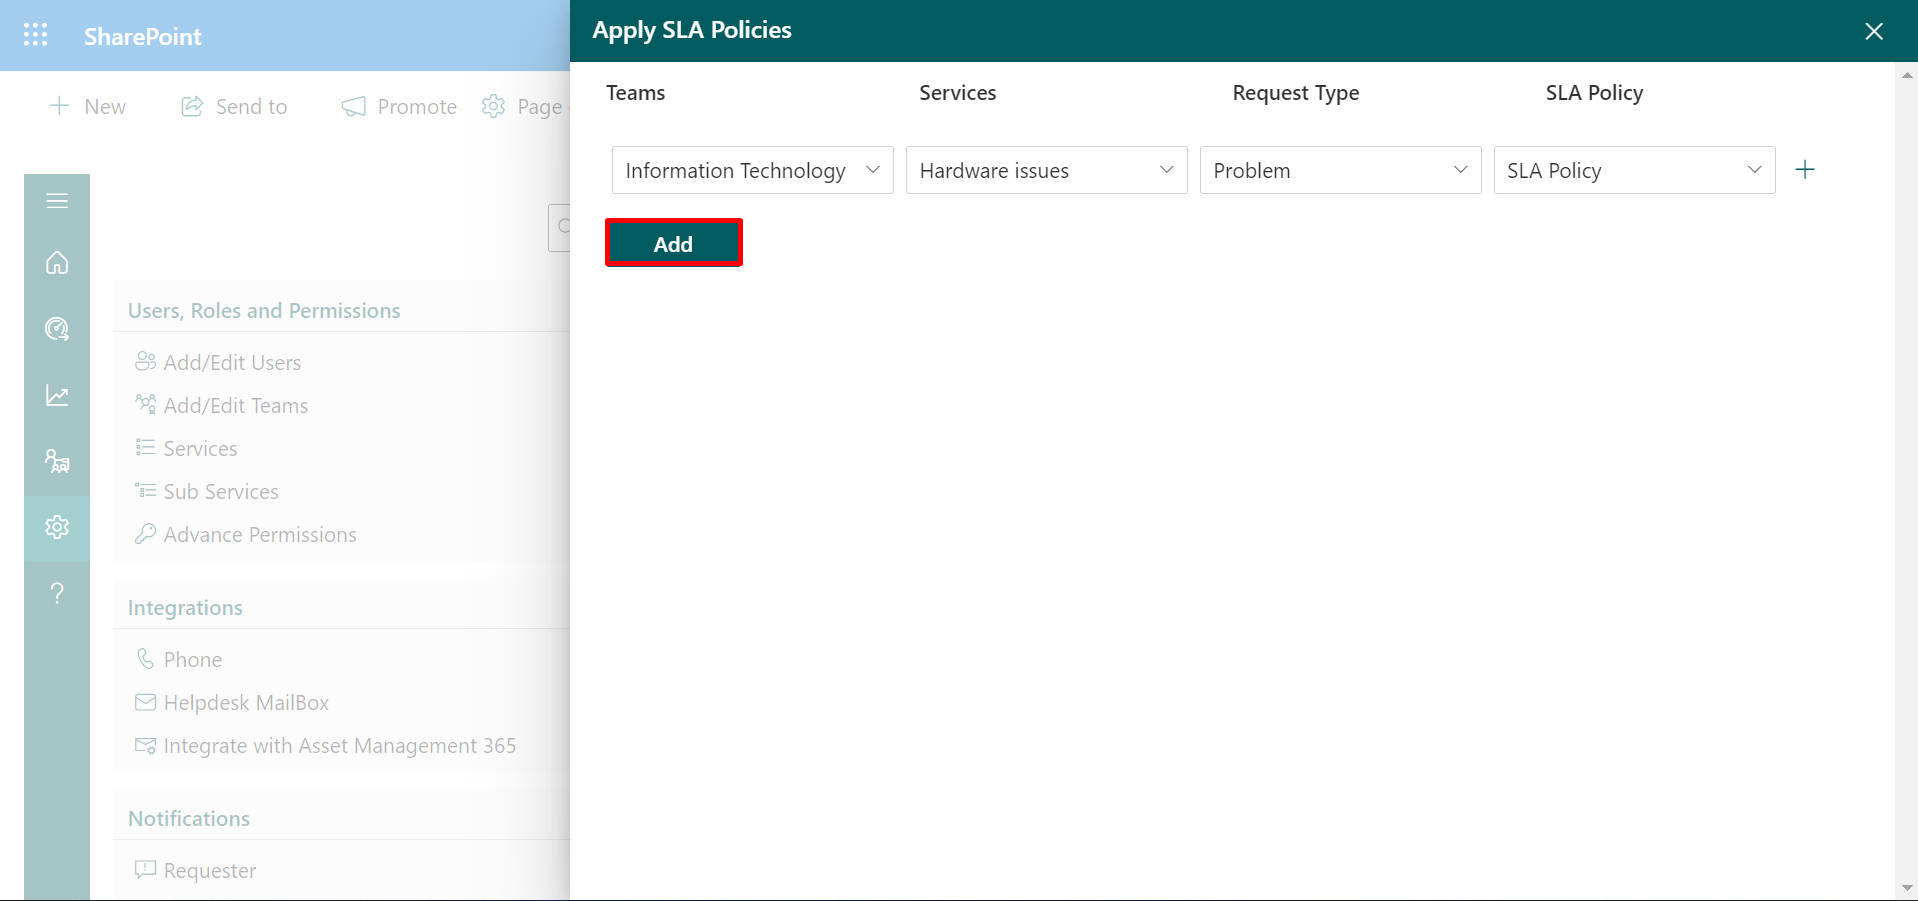 SharePoint
New
Send to
Promote
Page
Apply SLA Policies
Teams
Services
Request Type
SLA Policy
Information Technology
Hardware issues
Problem
SLA Policy
Add
Users, Roles and Permissions
Add/Edit Users
Add/Edit Teams
Services
Sub Services
Advance Permissions
Integrations
Phone
Helpdesk MailBox
Integrate with Asset Management 365
Notifications
Requester